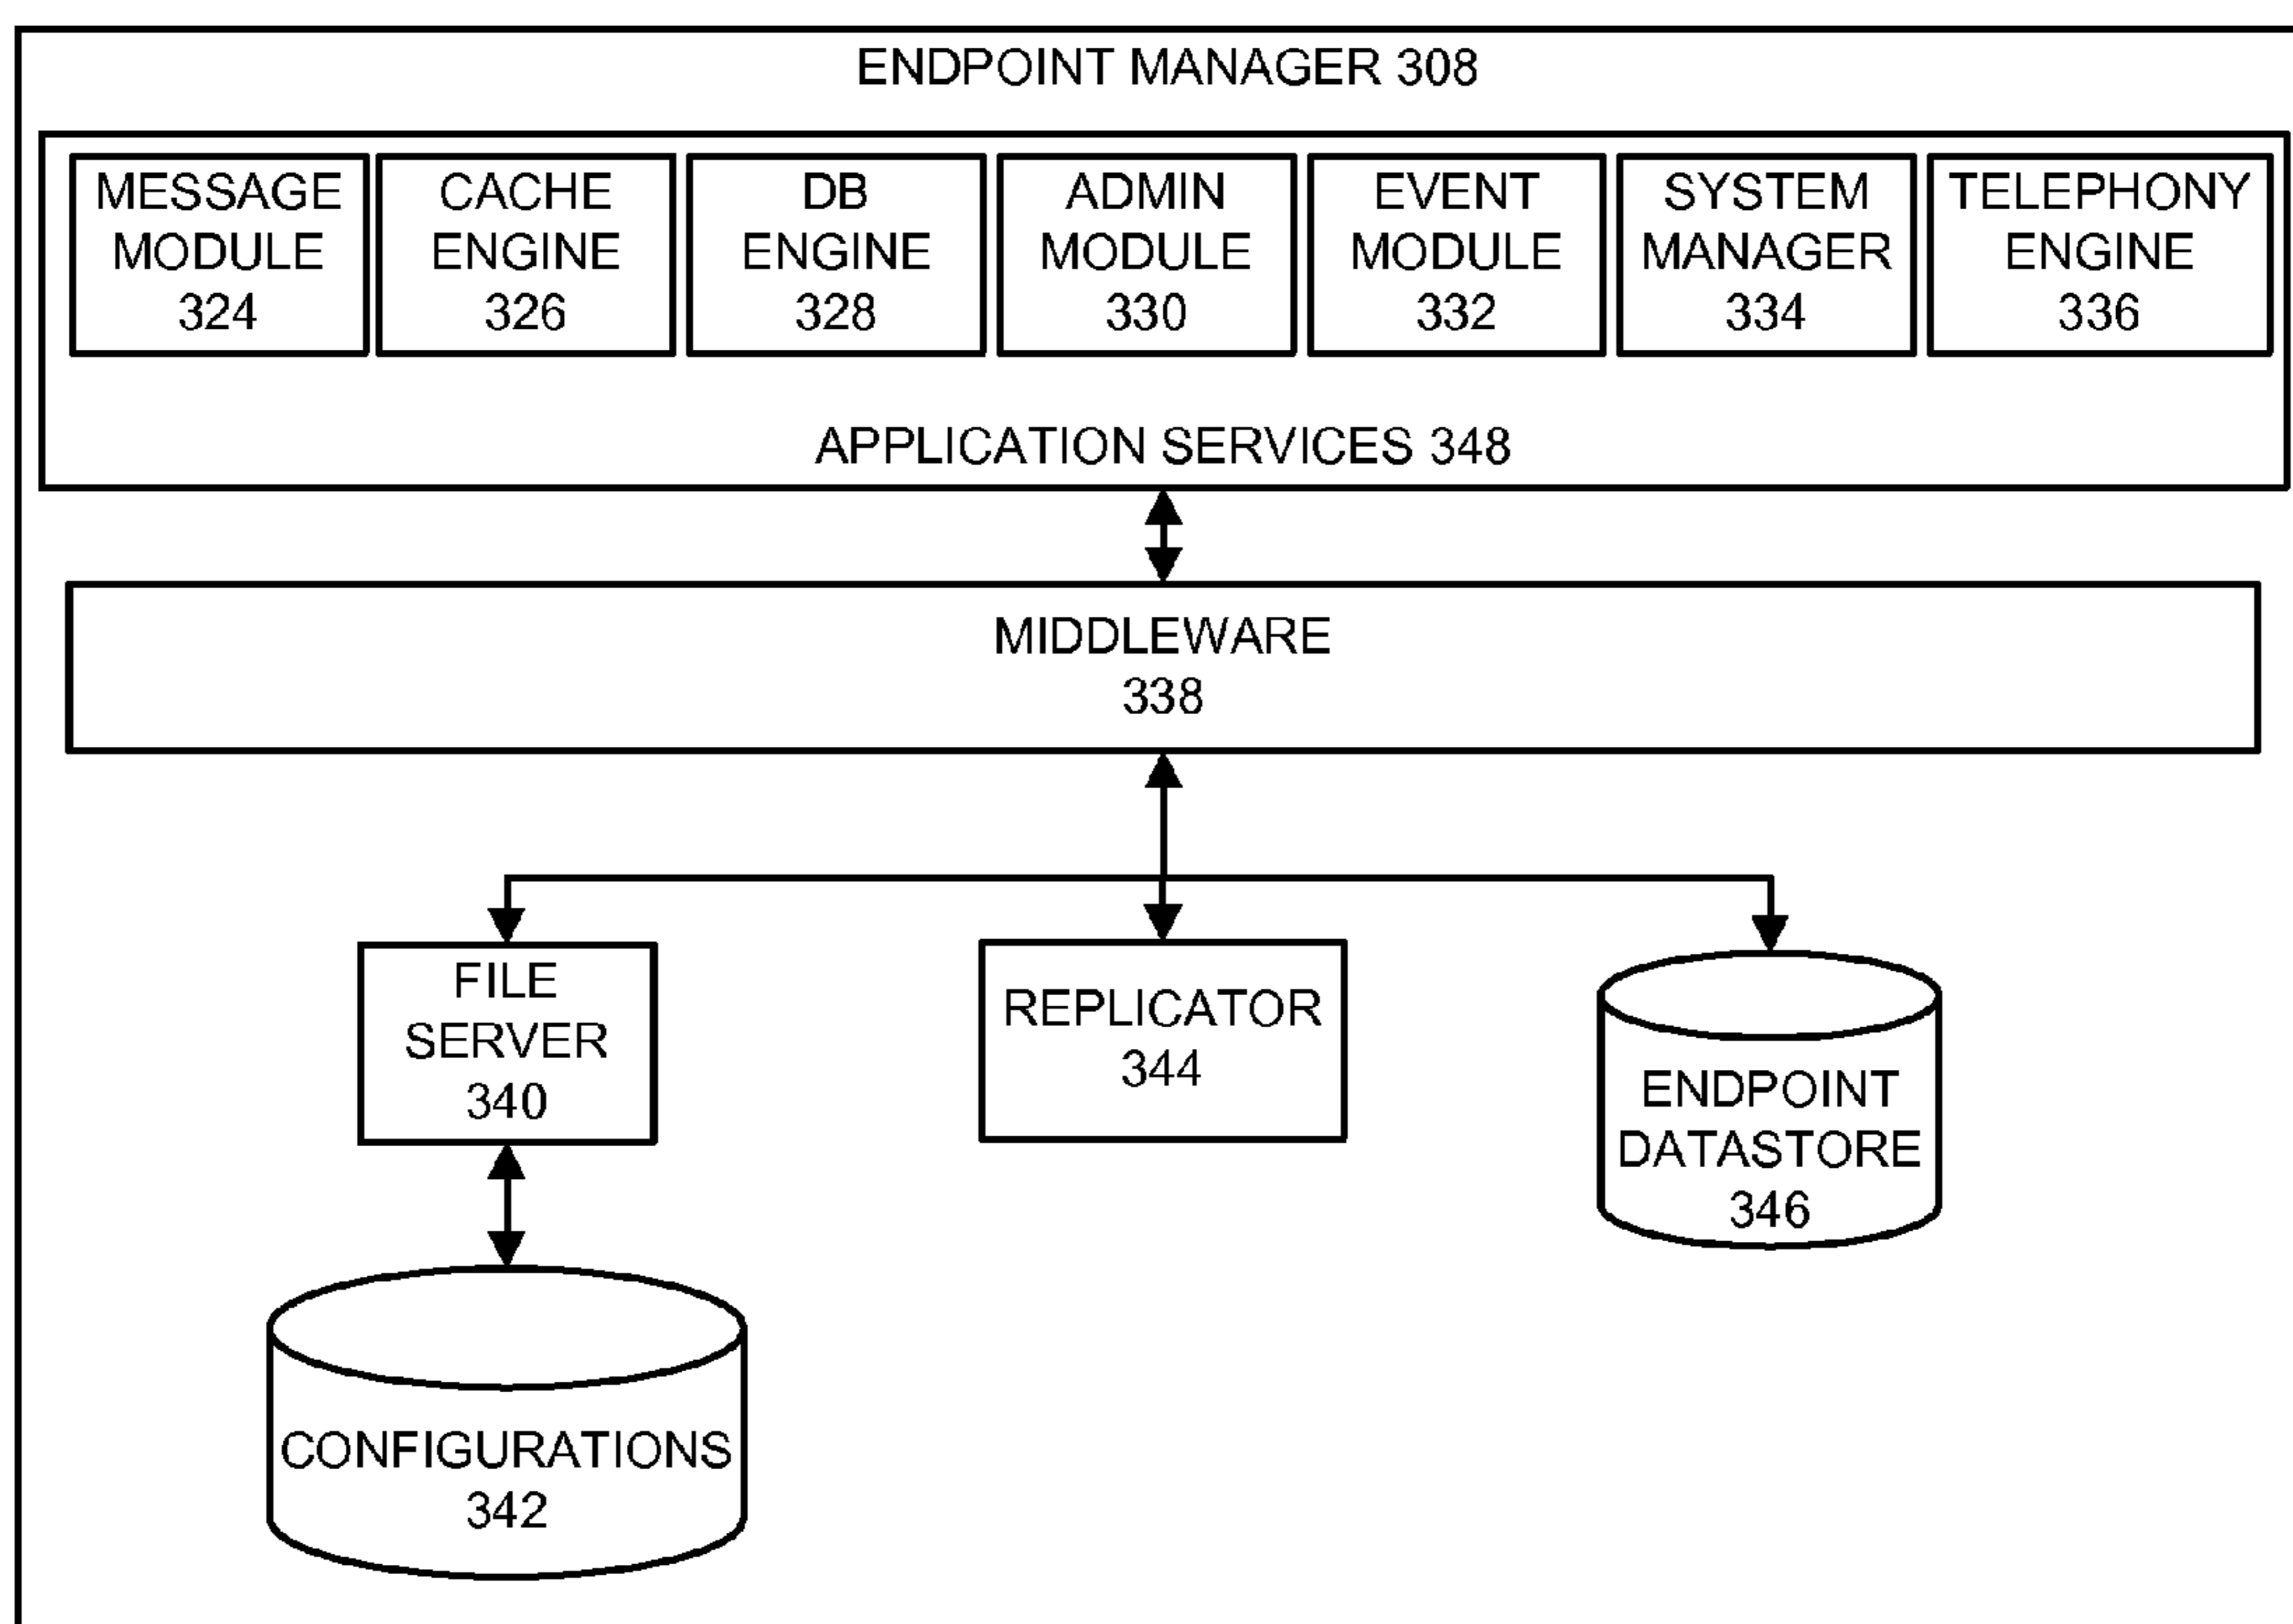 ENDPOINT MANAGER 308
MESSAGE
MODULE
324
CACHE
ENGINE
326
DB
ENGINE
328
ADMIN
MODULE
330
EVENT
MODULE
332
SYSTEM
MANAGER
334
TELEPHONY
ENGINE
336
APPLICATION SERVICES 348
MIDDLEWARE
338
FILE
SERVER
340
REPLICATOR
344
ENDPOINT
DATASTORE
346
CONFIGURATIONS
342